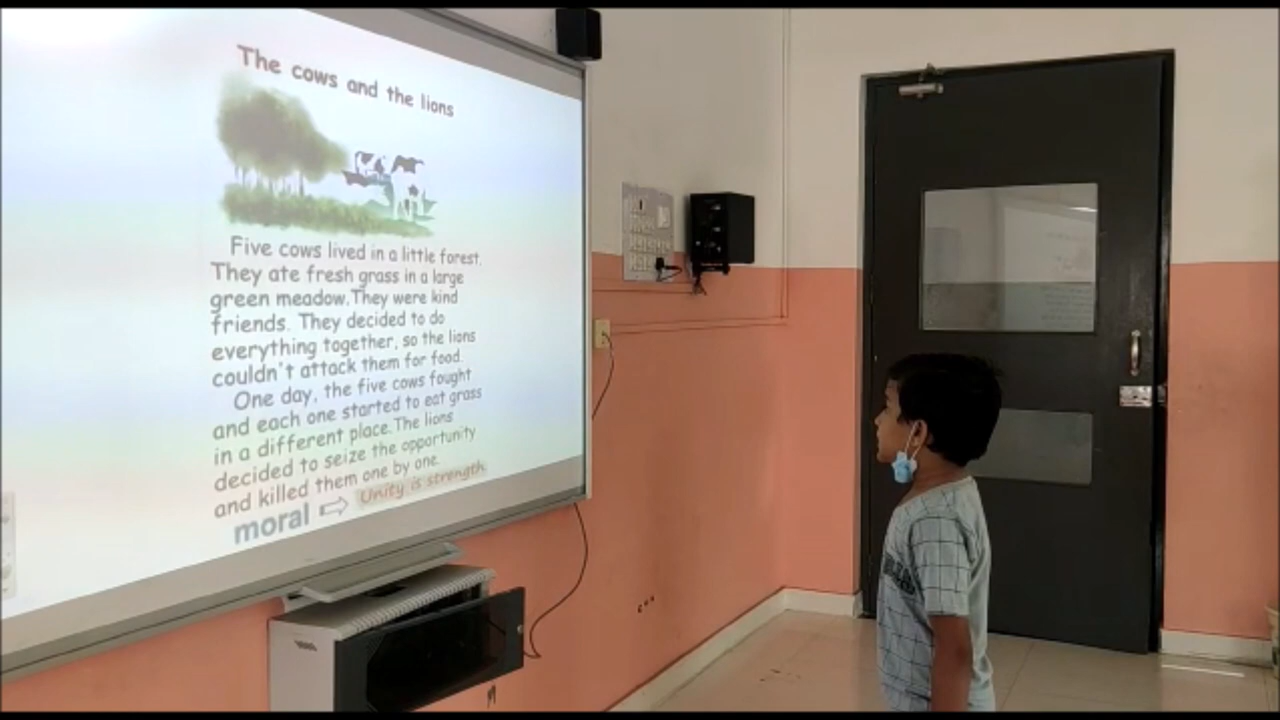 The cows and the lions
Five cows lived in a little forest.
They ate fresh grass in a large
green meadow.They were kind
friends. They decided to do
everything together, so the lions
couldn't attack them for food.
One day, the five cows fought
and each one started to eat grass
in a different place.The lions
decided to seize the opportunity
and killed them one by one.
moral ⇨ Unity is strength